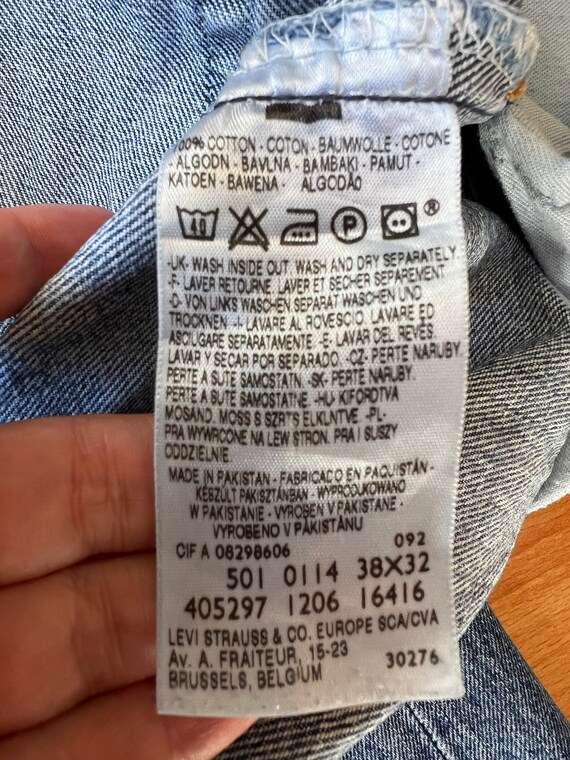 100% COTTON - COTON - BAUMWOLLE - COTONE
- ALGODN - BAVLNA - BAMBAKI - PAMUT -
KATOEN - BAWENA - ALGODÃO
40 P ®
-UK- WASH INSIDE OUT WASH AND DRY SEPARATELY
-F- LAVER RETOURNE. LAVER ET SECHER SEPAREMENT
-D- VON LINKS WASCHEN SEPARAT WASCHEN UND
TROCKNEN -I- LAVARE AL ROVESCIO. LAVARE ED
ASCIUGARE SEPARATAMENTE -E- LAVAR DEL REVES.
LAVAR Y SECAR POR SEPARADO. -CZ- PERTE NARUBY.
PERTE A SUTE SAMOSTATN. -SK- PERTE NARUBY.
PERTE A SUTE SAMOSTATNE -HU- KIFORDTVA
MOSAND. MOSS S SZRTS ELKLNTVE -PL-
PRA WYWRCONE NA LEW STRON. PRA I SUSZY
ODDZIELNIE.
MADE IN PAKISTAN - FABRICADO EN PAQUISTÁN -
KÉSZÜLT PAKISZTÁNBAN - WYPRODUKOWANO
W PAKISTANIE - VYROBEN V PAKISTANE -
VYROBENO V PÁKISTÁNU
CIF A 08298606 092
501 0114 38X32
405297 1206 16416
LEVI STRAUSS & CO. EUROPE SCA/CVA
Av. A. FRAITEUR, 15-23
BRUSSELS, BELGIUM 30276